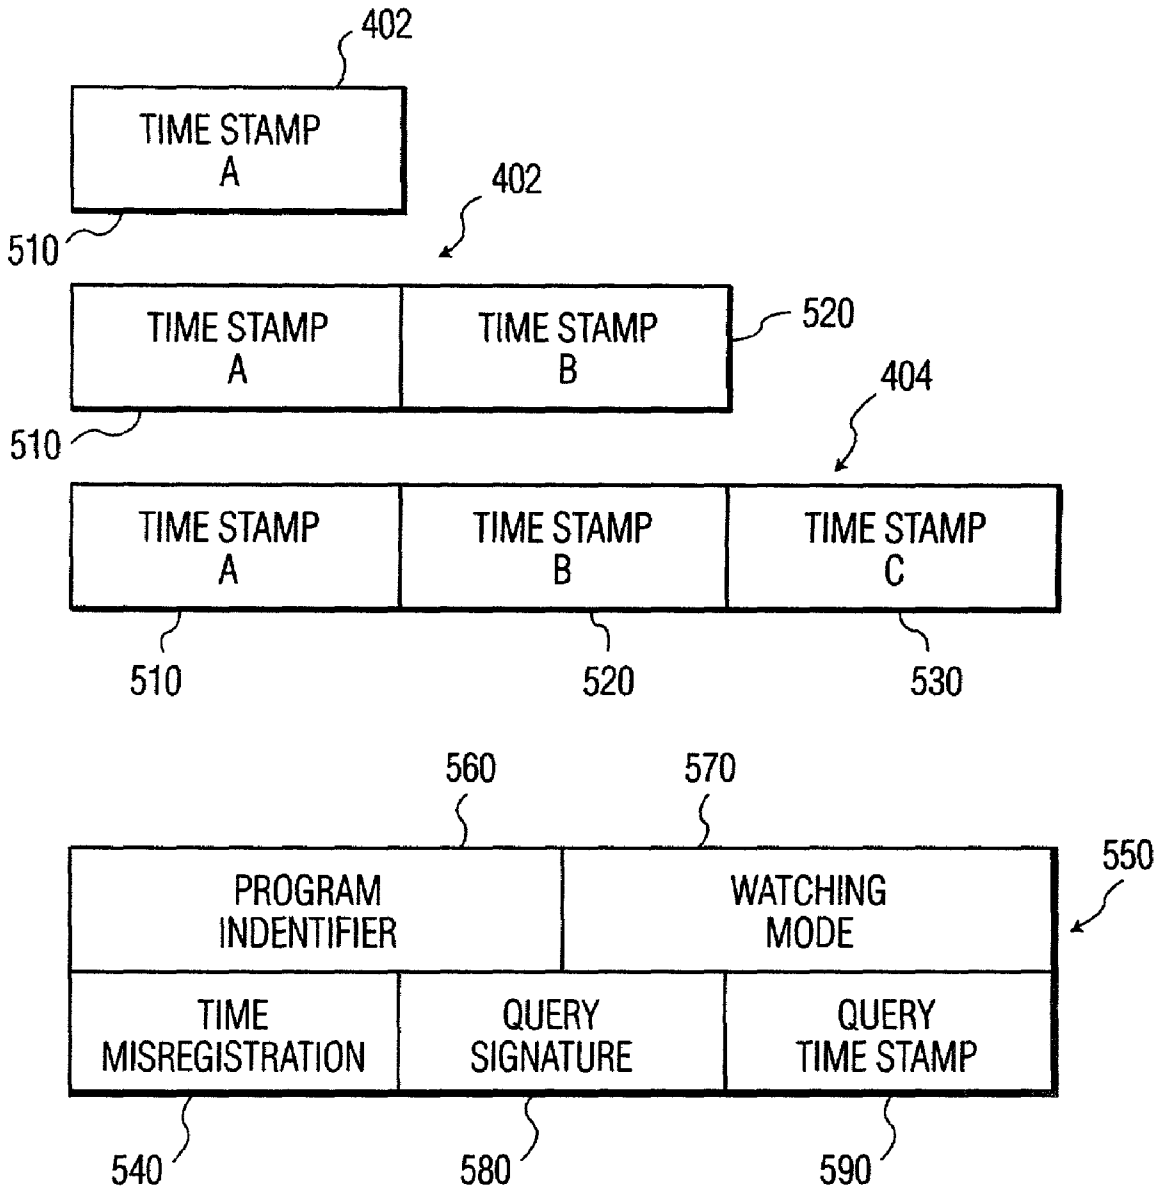 402
TIME STAMP
A
510
402
TIME STAMP
A
TIME STAMP
B
520
510
404
TIME STAMP
A
TIME STAMP
B
TIME STAMP
C
510
520
530
560
570
550
PROGRAM
INDENTIFIER
WATCHING
MODE
TIME
MISREGISTRATION
QUERY
SIGNATURE
QUERY
TIME STAMP
540
580
590